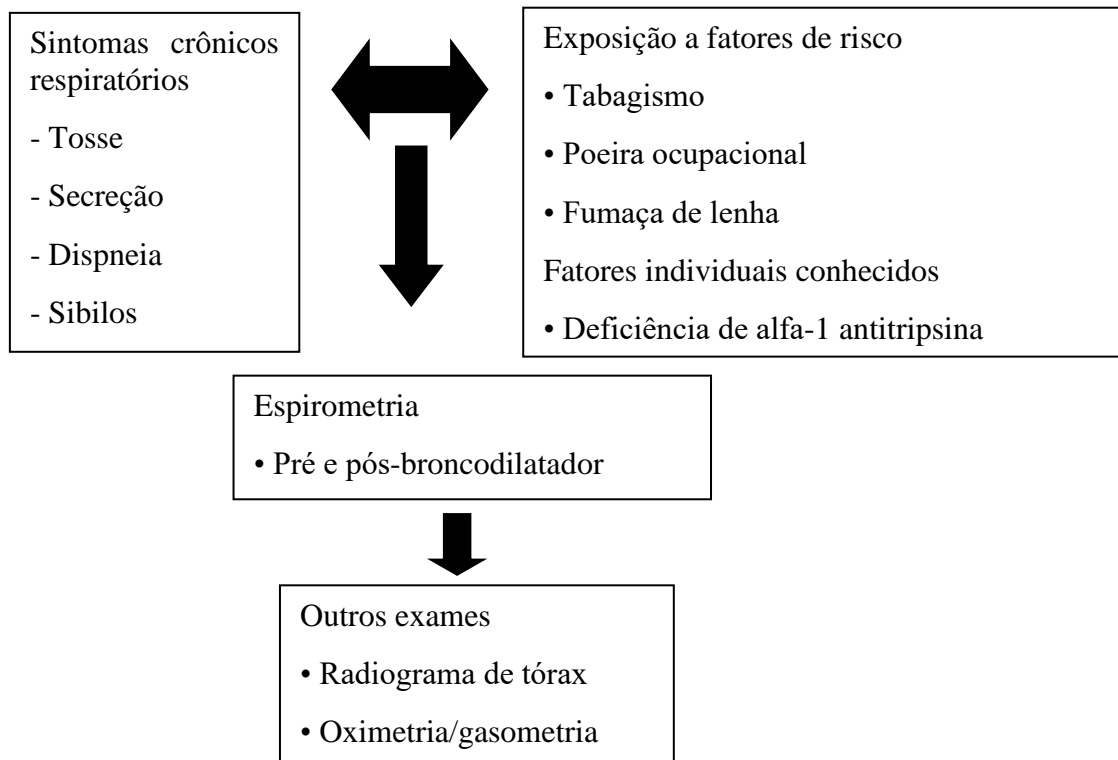 Sintomas crônicos
respiratórios
- Tosse
- Secreção
- Dispneia
- Sibilos
Exposição a fatores de risco
• Tabagismo
• Poeira ocupacional
• Fumaça de lenha
Fatores individuais conhecidos
• Deficiência de alfa-1 antitripsina
Espirometria
• Pré e pós-broncodilatador
Outros exames
• Radiograma de tórax
• Oximetria/gasometria